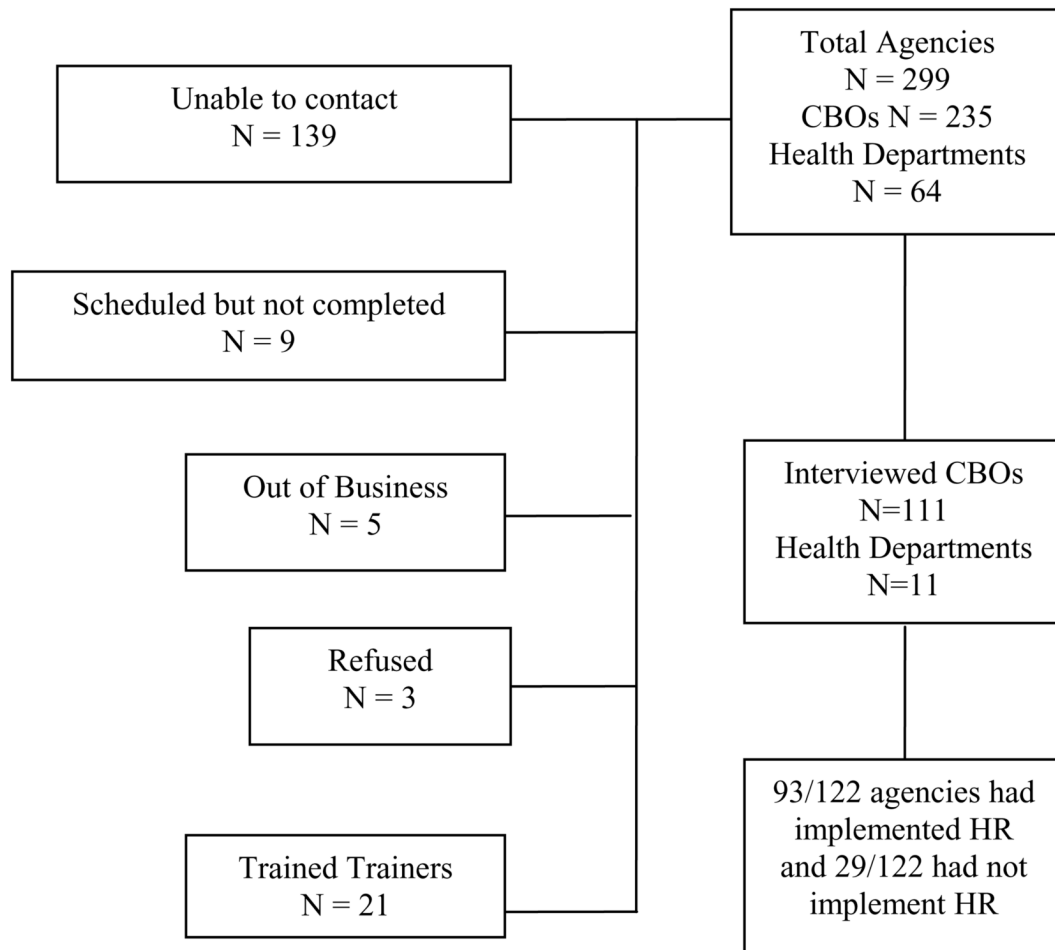 Total Agencies
N = 299
CBOs N = 235
Health Departments
N = 64
Unable to contact
N = 139
Scheduled but not completed
N = 9
Out of Business
N = 5
Refused
N = 3
Trained Trainers
N = 21
Interviewed CBOs
N=111
Health Departments
N=11
93/122 agencies had
implemented HR
and 29/122 had not
implement HR